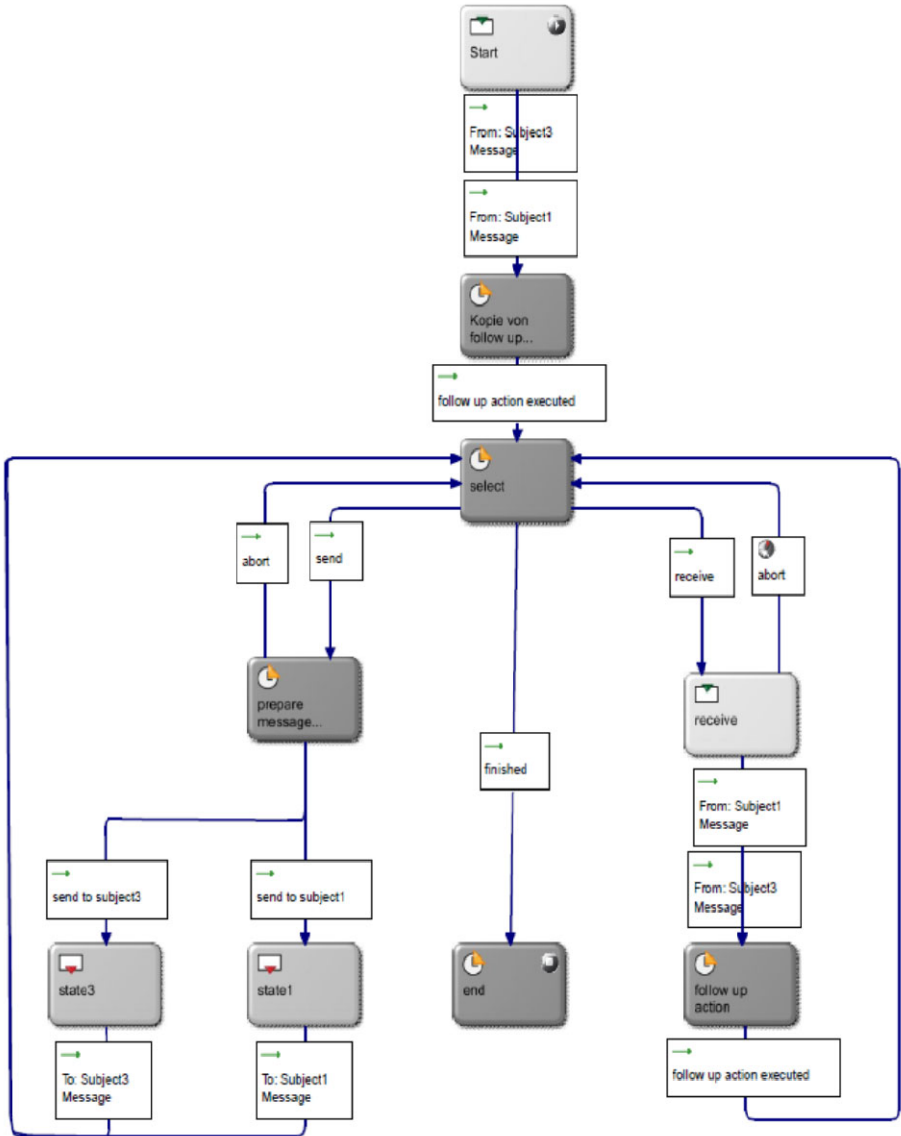 Start
From: Subject3
Message
From: Subject1
Message
Kopie von
follow up...
follow up action executed
select
abort
send
receive
abort
prepare
message...
receive
finished
From: Subject1
Message
send to subject3
send to subject1
From: Subject3
Message
state3
state1
end
follow up
action
To: Subject3
Message
To: Subject1
Message
follow up action executed